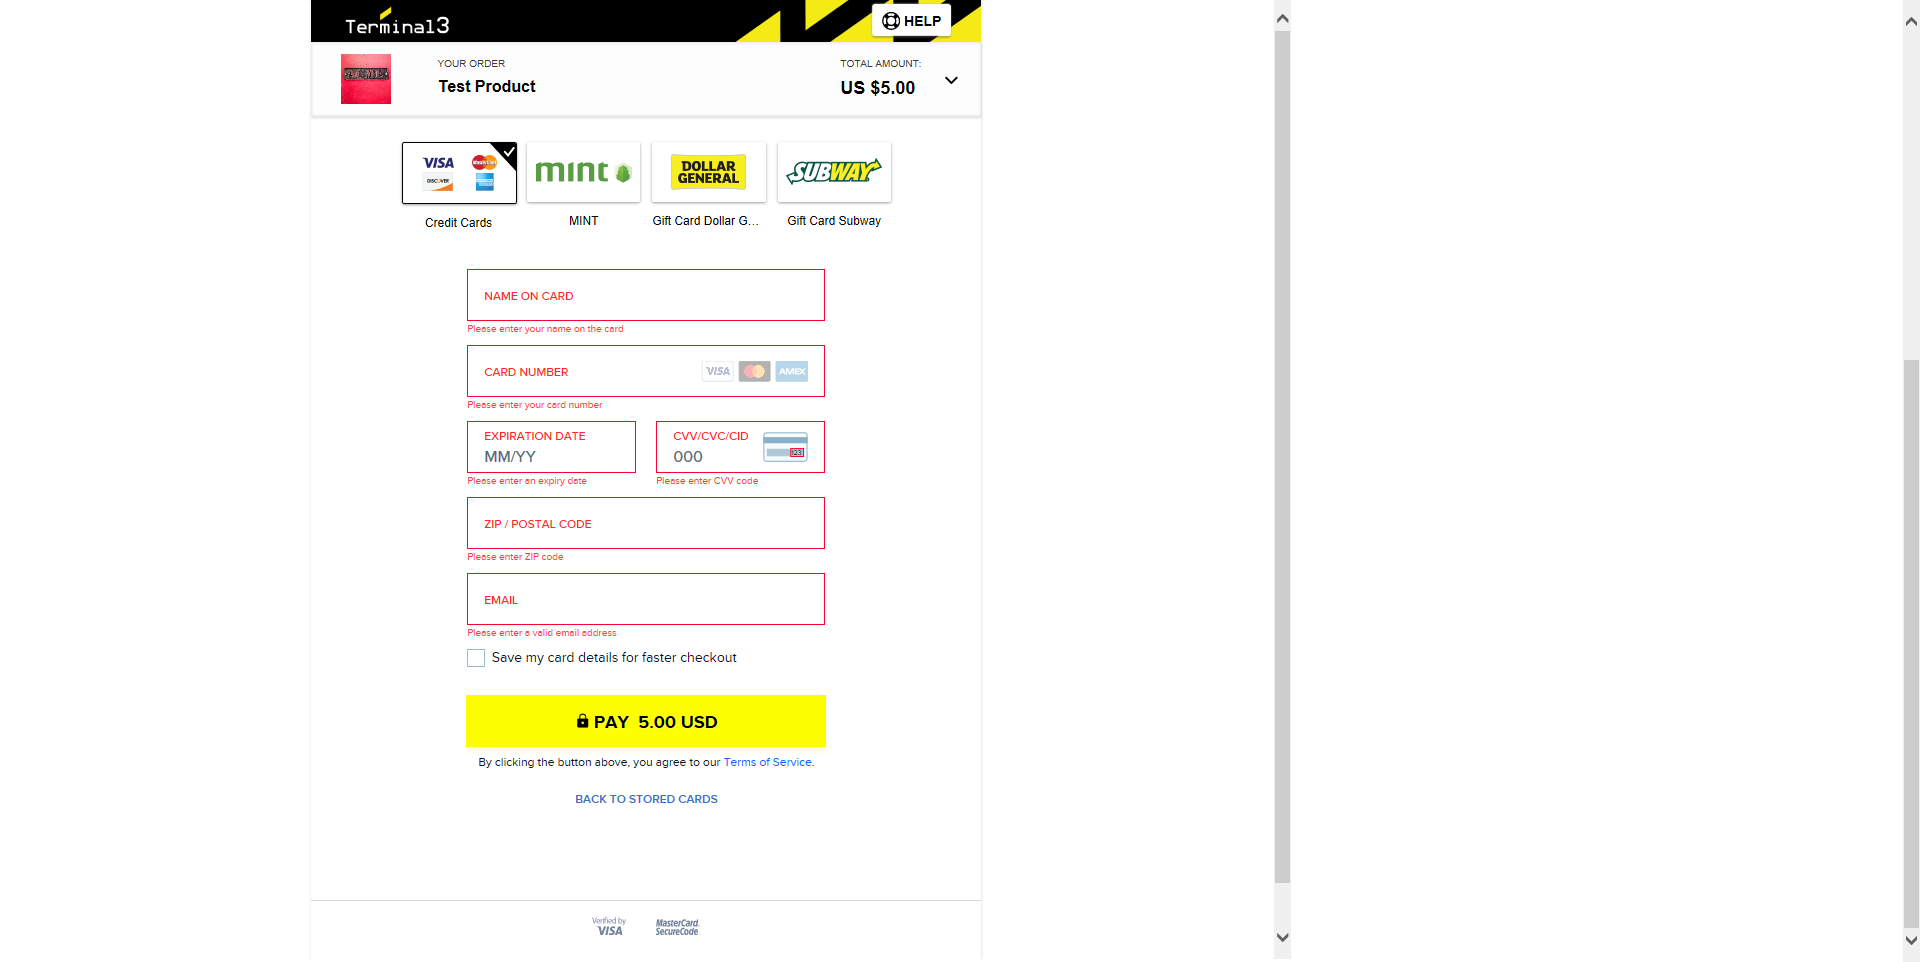 Terminal3
HELP
YOUR ORDER
Test Product
TOTAL AMOUNT:
US $5.00
VISA
MasterCard
DISCOVER
mint
DOLLAR
GENERAL
SUBWAY
Credit Cards
MINT
Gift Card Dollar G...
Gift Card Subway
NAME ON CARD
Please enter your name on the card
CARD NUMBER
VISA
AMEX
Please enter your card number
EXPIRATION DATE
MM/YY
CVV/CVC/CID
000
123
Please enter an expiry date
Please enter CVV code
ZIP / POSTAL CODE
Please enter ZIP code
EMAIL
Please enter a valid email address
Save my card details for faster checkout
PAY 5.00 USD
By clicking the button above, you agree to our Terms of Service.
BACK TO STORED CARDS
Verified by
VISA
MasterCard.
SecureCode.